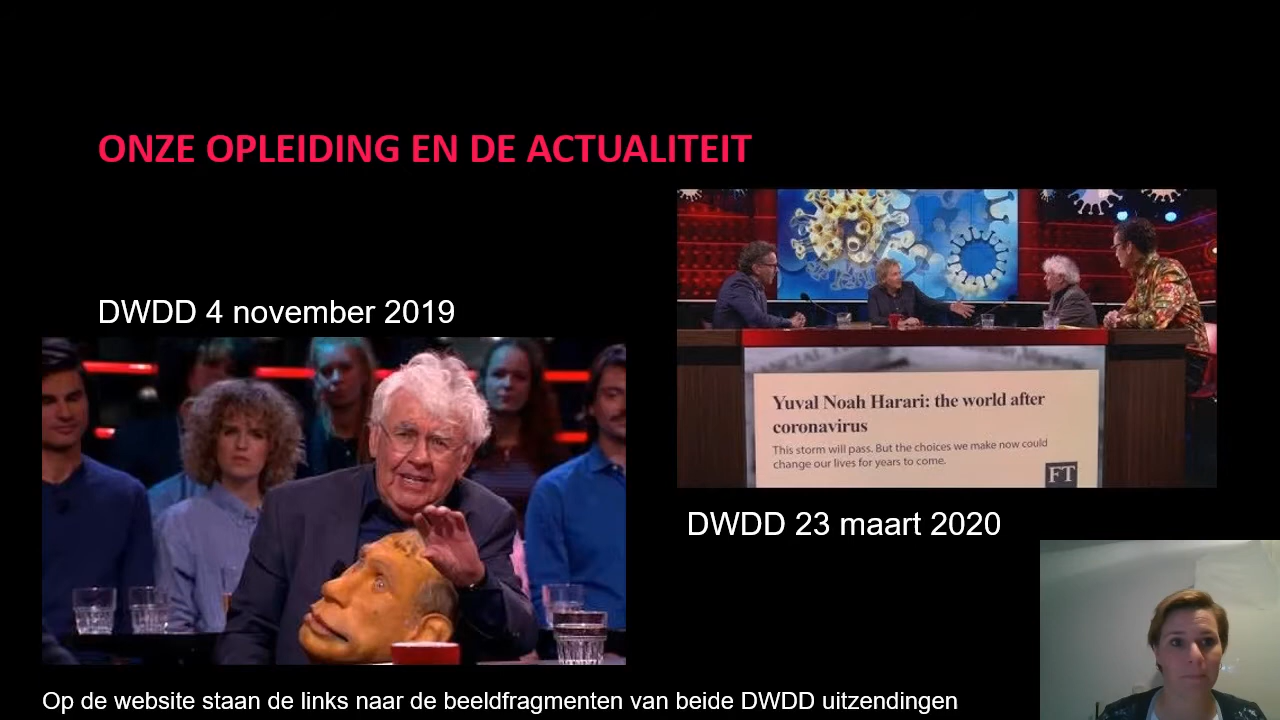 ONZE OPLEIDING EN DE ACTUALITEIT
DWDD 4 november 2019
Yuval Noah Harari: the world after
coronavirus
This storm will pass. But the choices we make now could
change our lives for years to come.
FT
DWDD 23 maart 2020
Op de website staan de links naar de beeldfragmenten van beide DWDD uitzendingen